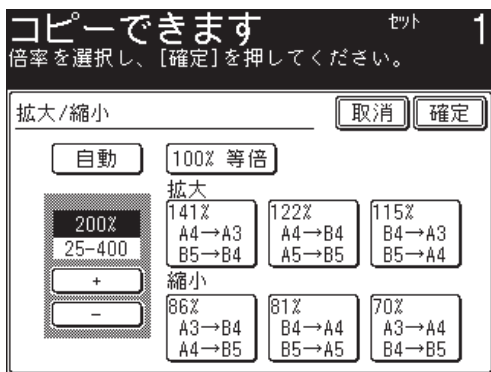 コピーできます セット 1
倍率を選択し、[確定]を押してください。
拡大/縮小 取消 確定
自動 100% 等倍
拡大
200%
25-400
+
-
141%
A4→A3
B5→B4
122%
A4→B4
A5→B5
115%
B4→A3
B5→A4
縮小
86%
A3→B4
A4→B5
81%
B4→A4
B5→A5
70%
A3→A4
B4→B5